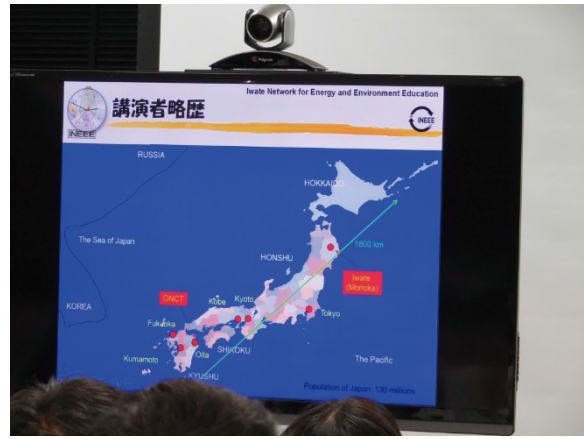 Polycom
Iwate Network for Energy and Environment Education
講演者略歴
INEEE
INEEE
RUSSIA
HOKKAIDO
The Sea of Japan
1800 km
HONSHU
Iwate
(Morioka)
KOREA
ONCT
Kobe
Kyoto
Tokyo
Fukuoka
Oita
SHIKOKU
Kumamoto
The Pacific
KYUSHU
Population of Japan: 130 millions